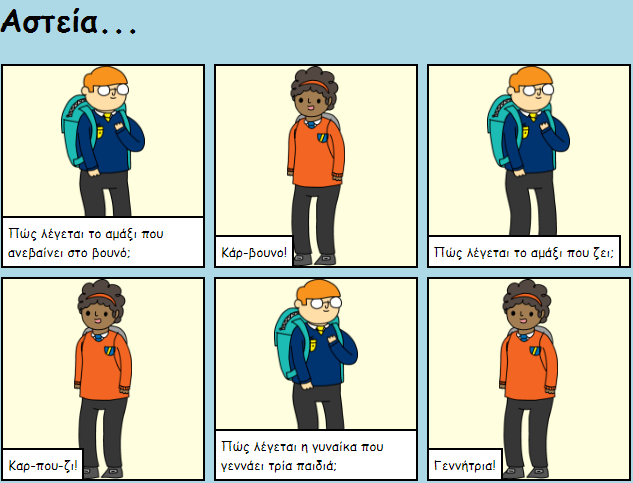 Αστεία...
Πώς λέγεται το αμάξι που
ανεβαίνει στο βουνό;
Κάρ-βουνο!
Πώς λέγεται το αμάξι που ζει;
Καρ-που-ζι!
Πώς λέγεται η γυναίκα που
γεννάει τρία παιδιά;
Γεννήτρια!